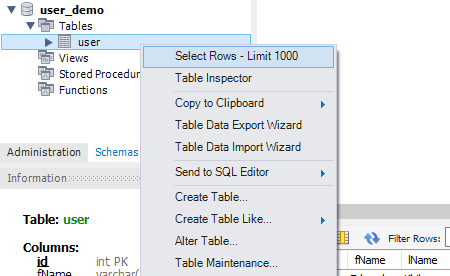 user_demo
Tables
user
Views
Stored Procedu
Functions
Select Rows - Limit 1000
Table Inspector
Copy to Clipboard
Table Data Export Wizard
Table Data Import Wizard
Send to SQL Editor
Create Table...
Create Table Like...
Alter Table...
Table Maintenance...
Administration Schemas
Information
Table: user
Columns:
id int PK
fName varchar(
Filter Rows:
fName lName